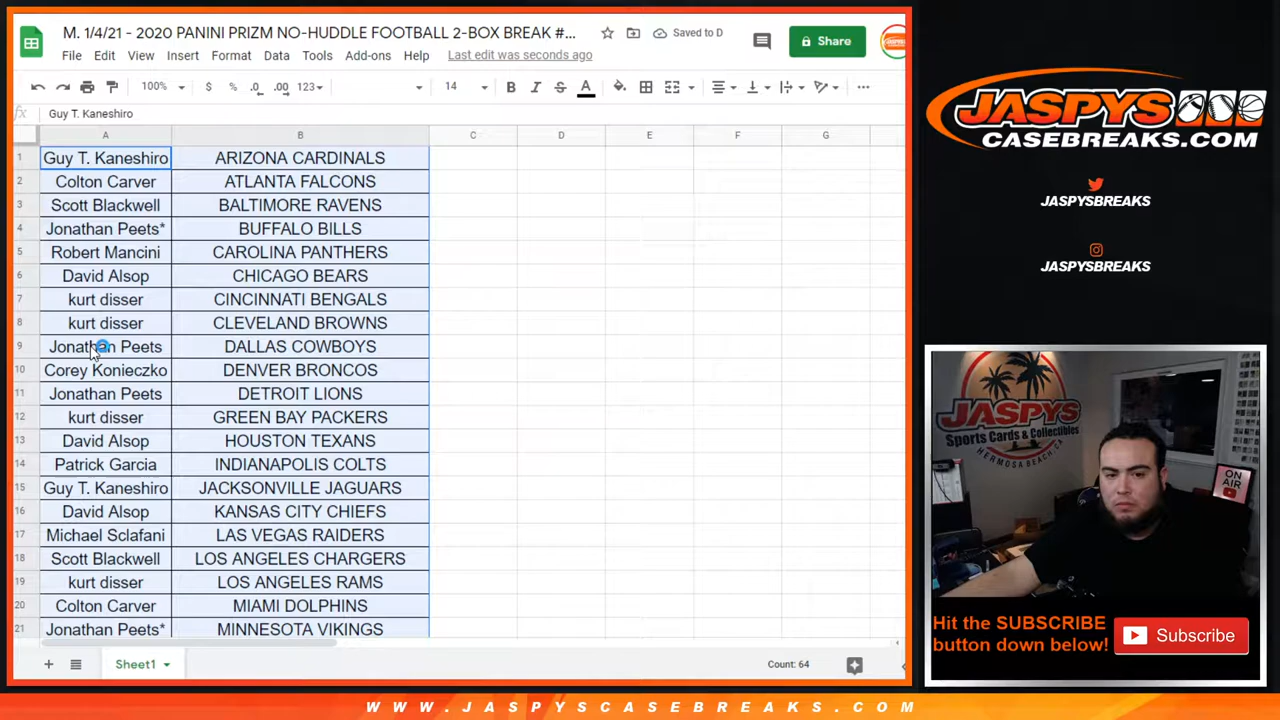 M. 1/4/21 - 2020 PANINI PRIZM NO-HUDDLE FOOTBALL 2-BOX BREAK #...
Saved to D
Share
File Edit View Insert Format Data Tools Add-ons Help Last edit was seconds ago
100% $ % .0 .00 123 14 B I S A
fx Guy T. Kaneshiro
A B C D E F G
1 Guy T. Kaneshiro ARIZONA CARDINALS
2 Colton Carver ATLANTA FALCONS
3 Scott Blackwell BALTIMORE RAVENS
4 Jonathan Peets* BUFFALO BILLS
5 Robert Mancini CAROLINA PANTHERS
6 David Alsop CHICAGO BEARS
7 kurt disser CINCINNATI BENGALS
8 kurt disser CLEVELAND BROWNS
9 Jonathan Peets DALLAS COWBOYS
10 Corey Konieczko DENVER BRONCOS
11 Jonathan Peets DETROIT LIONS
12 kurt disser GREEN BAY PACKERS
13 David Alsop HOUSTON TEXANS
14 Patrick Garcia INDIANAPOLIS COLTS
15 Guy T. Kaneshiro JACKSONVILLE JAGUARS
16 David Alsop KANSAS CITY CHIEFS
17 Michael Sclafani LAS VEGAS RAIDERS
18 Scott Blackwell LOS ANGELES CHARGERS
19 kurt disser LOS ANGELES RAMS
20 Colton Carver MIAMI DOLPHINS
21 Jonathan Peets* MINNESOTA VIKINGS
Sheet1
Count: 64
JASPYS
CASEBREAKS.COM
JASPYSBREAKS
JASPYSBREAKS
JASPYS
Sports Cards & Collectibles
HERMOSA BEACH, CA
ON
AIR
Hit the SUBSCRIBE
button down below!
Subscribe
WWW.JASPYSCASEBREAKS.COM